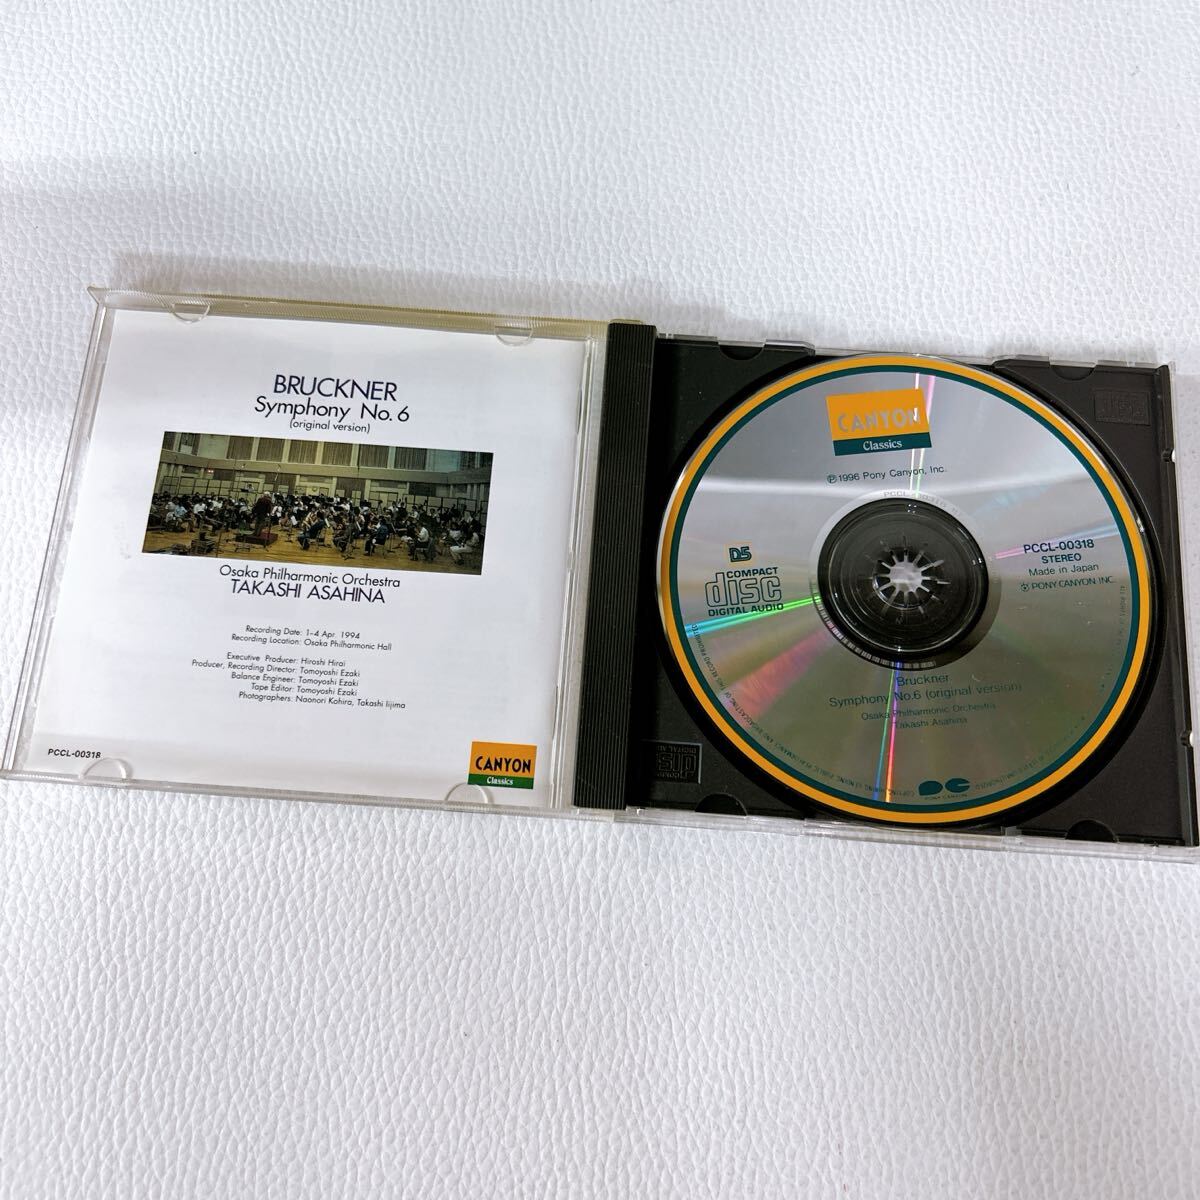 BRUCKNER
Symphony No. 6
(original version)
Osaka Philharmonic Orchestra
TAKASHI ASAHINA
Recording Date: 1-4 Apr. 1994
Recording Location: Osaka Philharmonic Hall
Executive Producer: Hiroshi Hirai
Producer, Recording Director: Tomoyoshi Ezaki
Balance Engineer: Tomoyoshi Ezaki
Tape Editor: Tomoyoshi Ezaki
Photographers: Naonori Kohira, Takashi Iijima
PCCL-00318
CANYON
Classics
CANYON
Classics
℗1996 Pony Canyon, Inc.
PCCL-00318
PCCL-00318
STEREO
Made in Japan
PONY CANYON INC.
COMPACT
disc
DIGITAL AUDIO
Bruckner
Symphony No.6 (original version)
Osaka Philharmonic Orchestra
Takashi Asahina
PONY CANYON